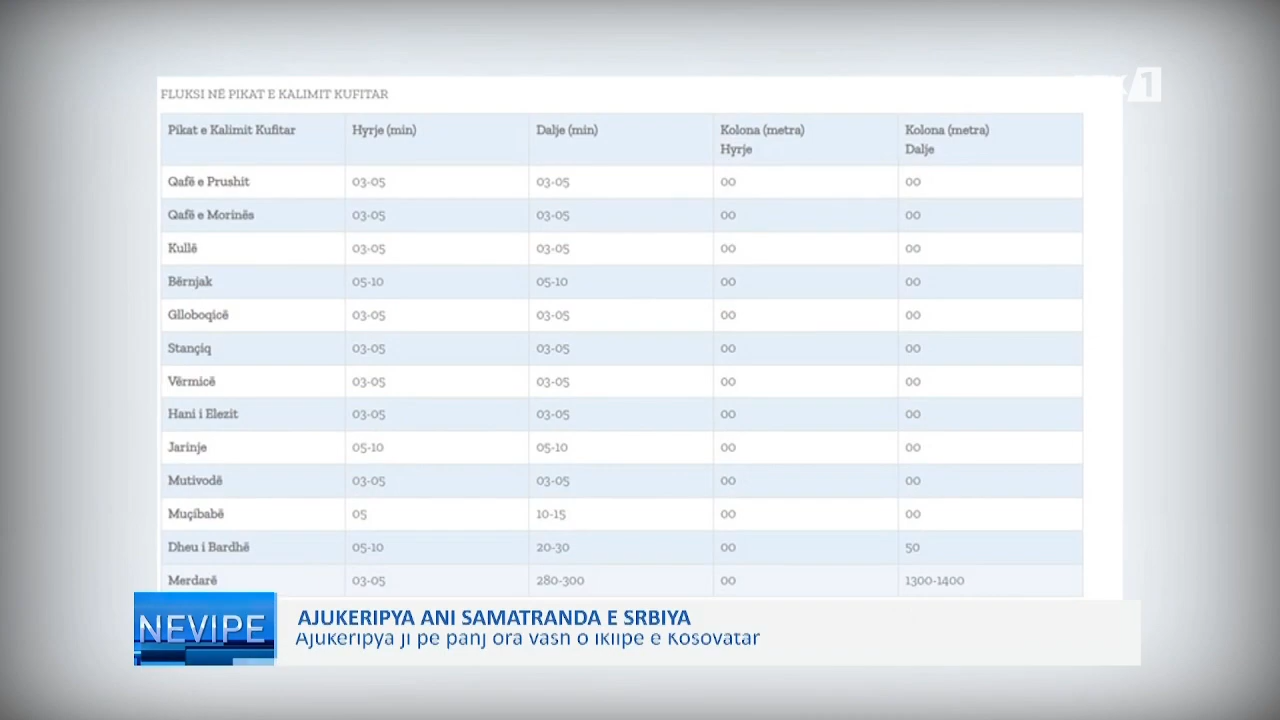 FLUKSI NË PIKAT E KALIMIT KUFITAR
Pikat e Kalimit Kufitar Hyrje (min) Dalje (min) Kolona (metra) Hyrje Kolona (metra) Dalje
Qafë e Prushit 03-05 03-05 00 00
Qafë e Morinës 03-05 03-05 00 00
Kullë 03-05 03-05 00 00
Bërnjak 05-10 05-10 00 00
Glloboqicë 03-05 03-05 00 00
Stançiq 03-05 03-05 00 00
Vërmicë 03-05 03-05 00 00
Hani i Elezit 03-05 03-05 00 00
Jarinje 05-10 05-10 00 00
Mutivodë 03-05 03-05 00 00
Muçibabë 05 10-15 00 00
Dheu i Bardhë 05-10 20-30 00 50
Merdarë 03-05 280-300 00 1300-1400
NEVIPE
AJUKERIPYA ANI SAMATRANDA E SRBIYA
Ajukeripya ji pe panj ora vash o ikliipe e Kosovatar